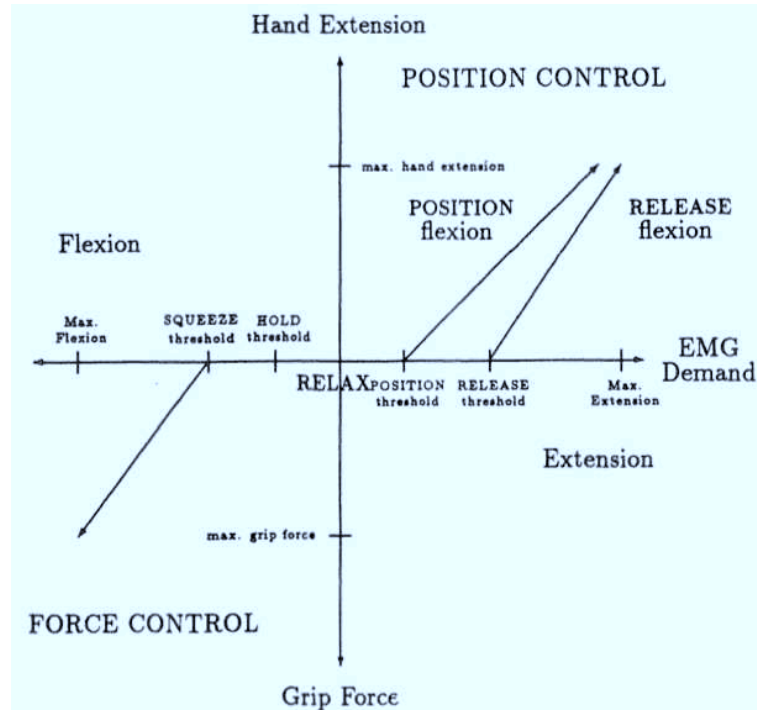 Hand Extension
POSITION CONTROL
max. hand extension
POSITION
flexion
RELEASE
flexion
Flexion
Max.
Flexion
SQUEEZE
threshold
HOLD
threshold
EMG
Demand
RELAX
POSITION
threshold
RELEASE
threshold
Max.
Extension
Extension
max. grip force
FORCE CONTROL
Grip Force